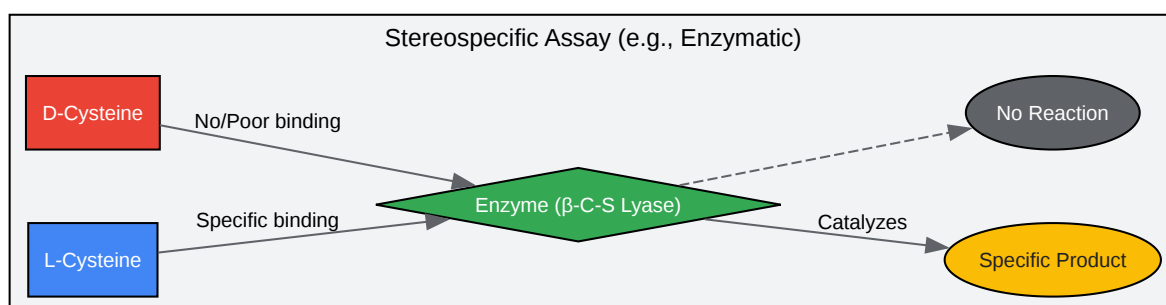 Stereospecific Assay (e.g., Enzymatic)
D-Cysteine
No/Poor binding
No Reaction
Enzyme (β-C-S Lyase)
Specific binding
Catalyzes
L-Cysteine
Specific Product